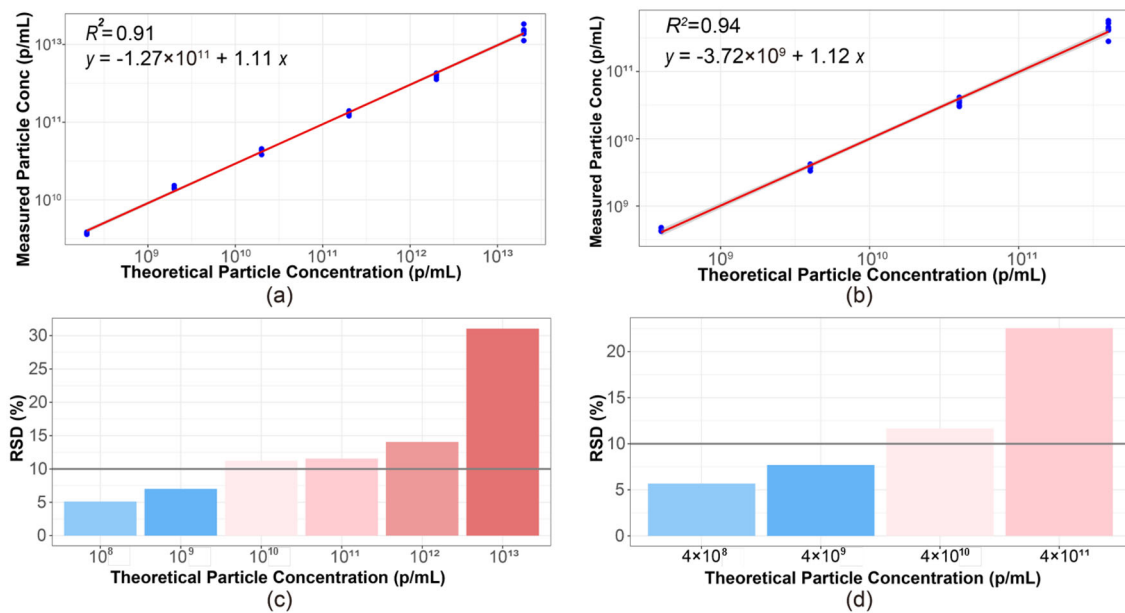 R²=0.91
y = -1.27×10¹¹ + 1.11 x
Measured Particle Conc (p/mL)
10¹³
10¹¹
10¹⁰
10⁹ 10¹⁰ 10¹¹ 10¹² 10¹³
Theoretical Particle Concentration (p/mL)
(a)
R²=0.94
y = -3.72×10⁹ + 1.12 x
Measured Particle Conc (p/mL)
10¹¹
10¹⁰
10⁹
10⁹ 10¹⁰ 10¹¹
Theoretical Particle Concentration (p/mL)
(b)
RSD (%)
30
25
20
15
10
5
0
10⁸ 10⁹ 10¹⁰ 10¹¹ 10¹² 10¹³
Theoretical Particle Concentration (p/mL)
(c)
RSD (%)
20
15
10
5
0
4×10⁸ 4×10⁹ 4×10¹⁰ 4×10¹¹
Theoretical Particle Concentration (p/mL)
(d)